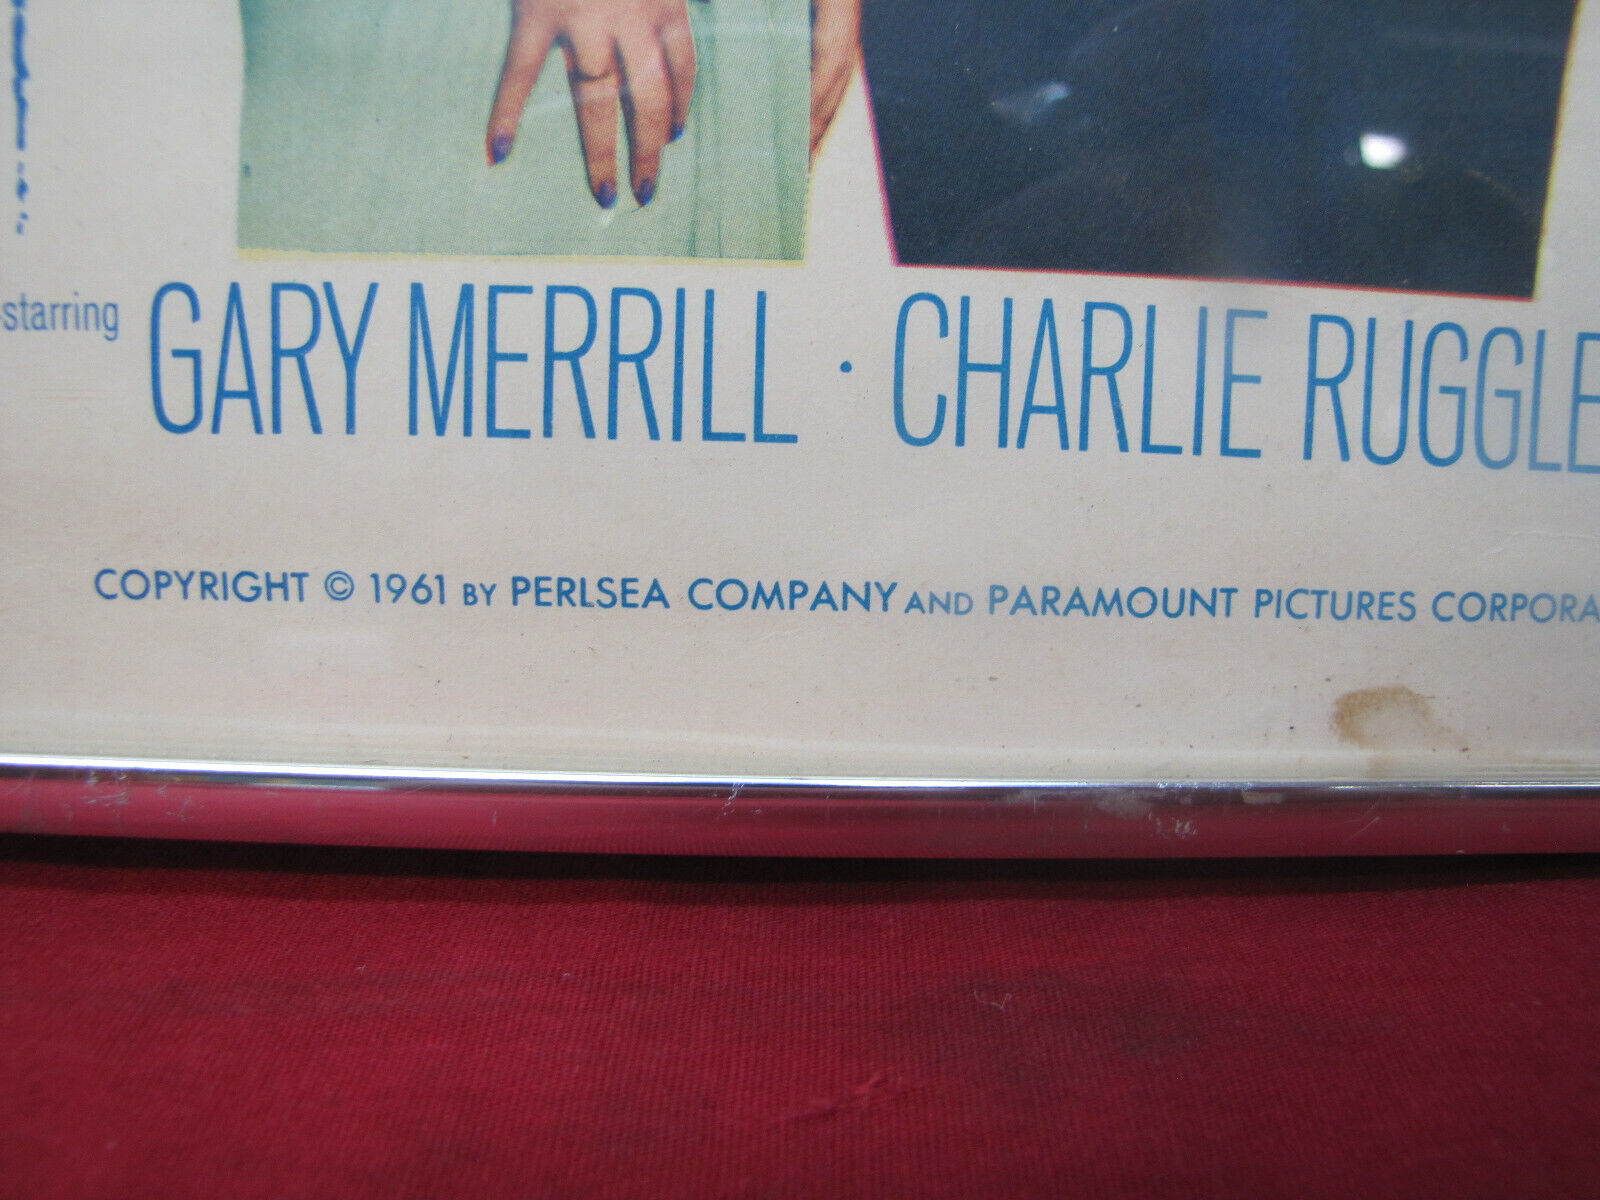 -starring GARY MERRILL · CHARLIE RUGGLE
COPYRIGHT © 1961 BY PERLSEA COMPANY AND PARAMOUNT PICTURES CORPORA